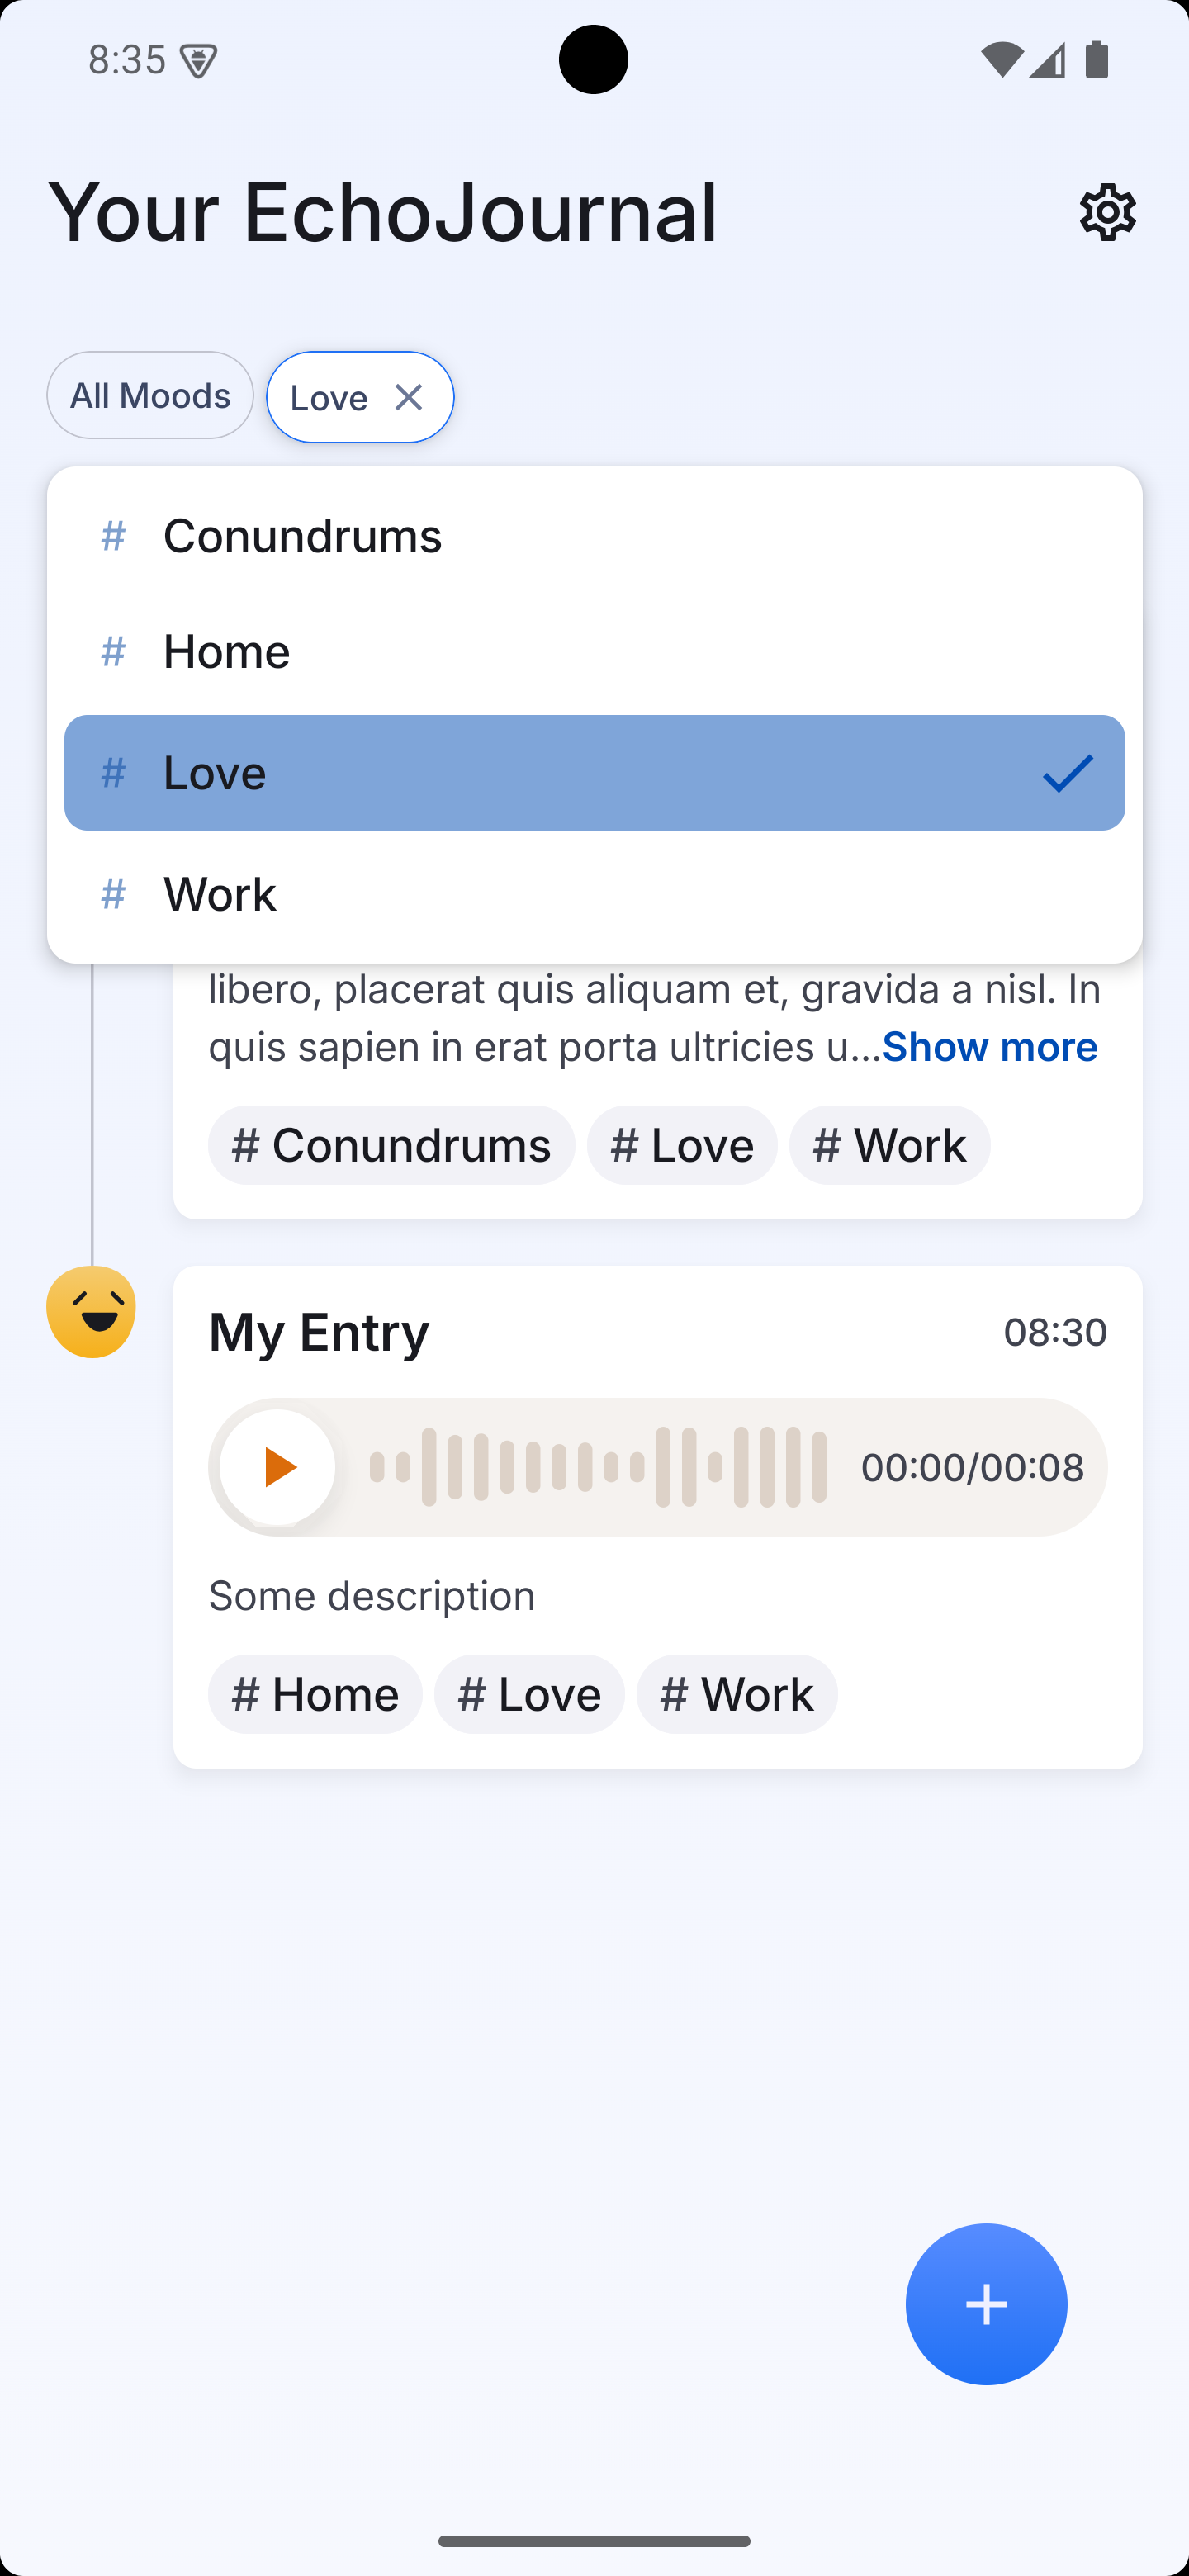 8:35
Your EchoJournal
All Moods
Love
# Conundrums
# Home
# Love
# Work
libero, placerat quis aliquam et, gravida a nisl. In
quis sapien in erat porta ultricies u...Show more
# Conundrums # Love # Work
My Entry 08:30
00:00/00:08
Some description
# Home # Love # Work